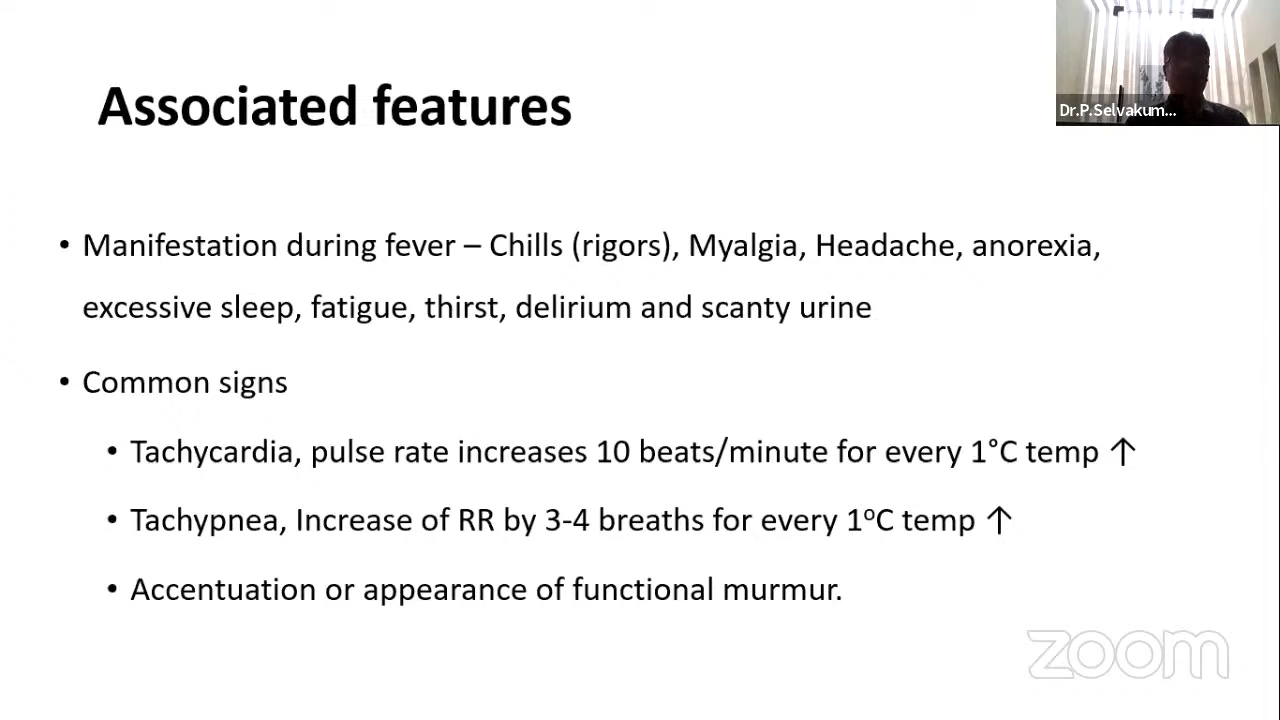 Associated features
Dr.P.Selvakum...
• Manifestation during fever – Chills (rigors), Myalgia, Headache, anorexia,
excessive sleep, fatigue, thirst, delirium and scanty urine
• Common signs
• Tachycardia, pulse rate increases 10 beats/minute for every 1°C temp ↑
• Tachypnea, Increase of RR by 3-4 breaths for every 1ᵒC temp ↑
• Accentuation or appearance of functional murmur.
zoom